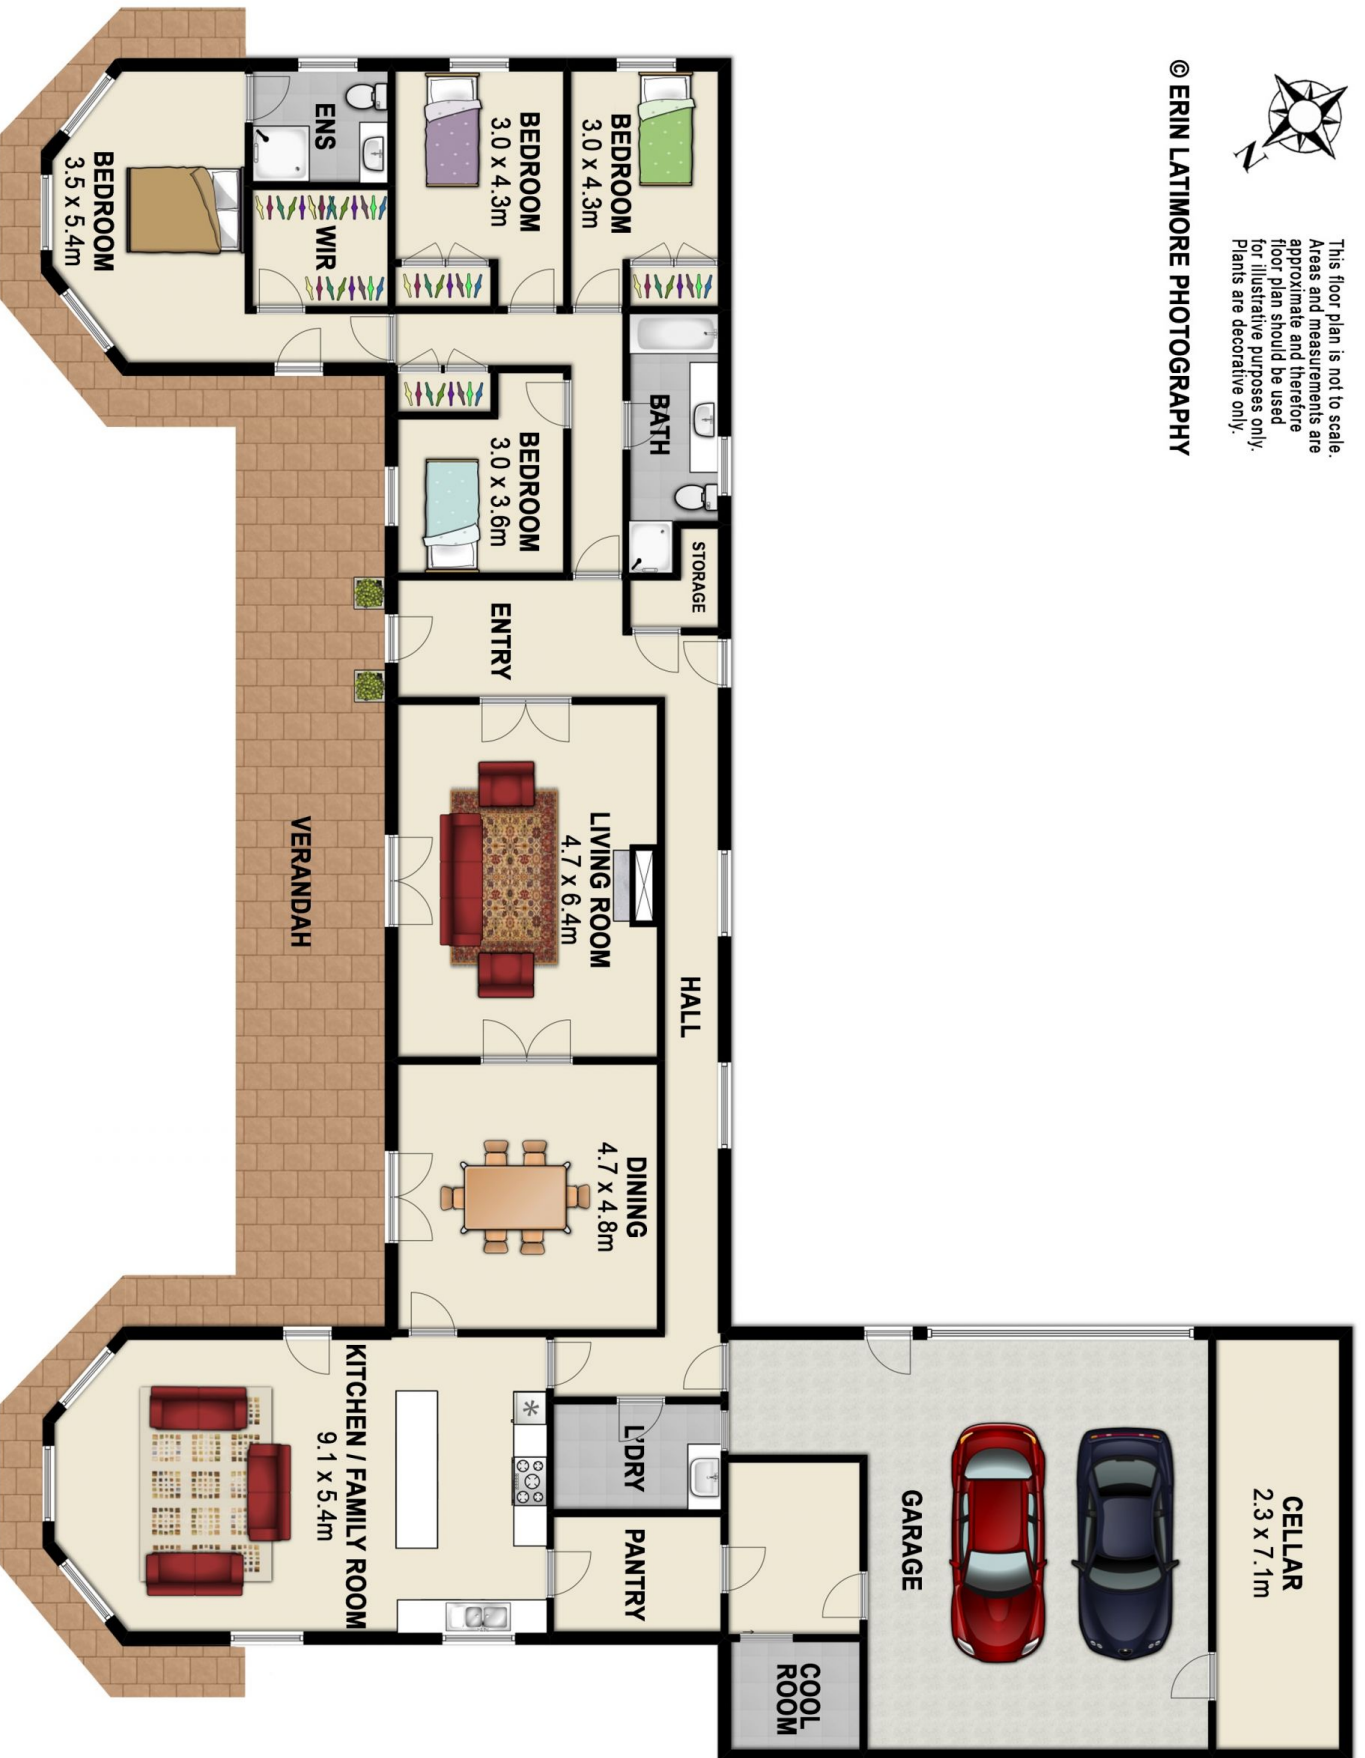 N
This floor plan is not to scale.
Areas and measurements are
approximate and therefore
floor plan should be used
for illustrative purposes only.
Plants are decorative only.
© ERIN LATIMORE PHOTOGRAPHY
CELLAR
2.3 x 7.1m
GARAGE
COOL
ROOM
BEDROOM
3.0 x 4.3m
BATH
STORAGE
HALL
L'DRY
PANTRY
BEDROOM
3.0 x 4.3m
BEDROOM
3.0 x 3.6m
ENTRY
LIVING ROOM
4.7 x 6.4m
DINING
4.7 x 4.8m
ENS
WIR
KITCHEN / FAMILY ROOM
9.1 x 5.4m
VERANDAH
BEDROOM
3.5 x 5.4m